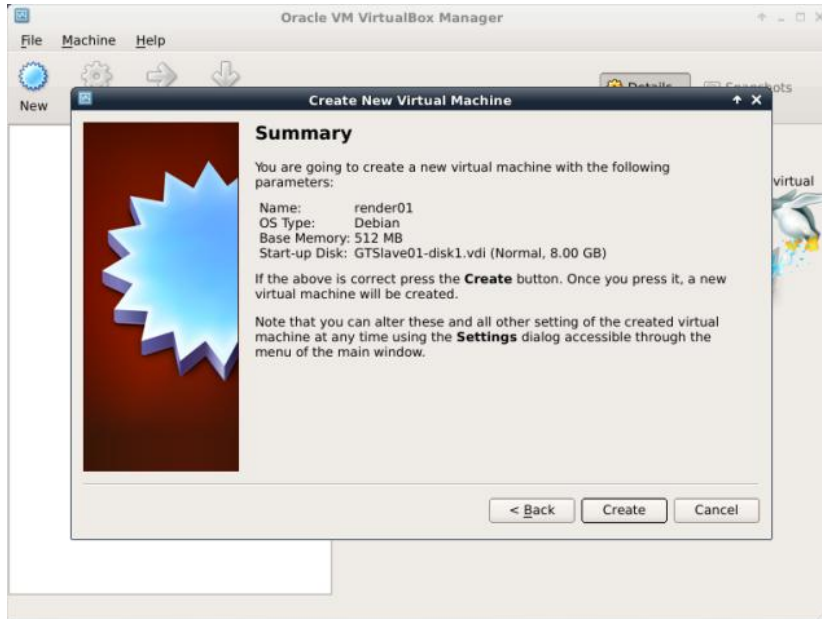 Oracle VM VirtualBox Manager
File Machine Help
New
Details
Snapshots
Create New Virtual Machine
Summary
You are going to create a new virtual machine with the following
parameters:
Name: render01
OS Type: Debian
Base Memory: 512 MB
Start-up Disk: GTSlave01-disk1.vdi (Normal, 8.00 GB)
If the above is correct press the Create button. Once you press it, a new
virtual machine will be created.
Note that you can alter these and all other setting of the created virtual
machine at any time using the Settings dialog accessible through the
menu of the main window.
virtual
< Back Create Cancel